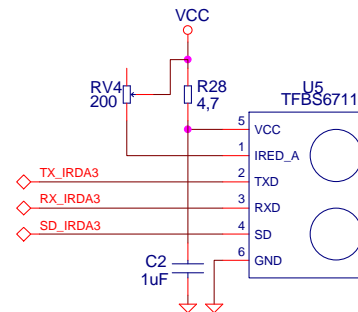 VCC
RV4
200
R28
4,7
U5
TFBS6711
5
VCC
1
IRED_A
TX_IRDA3
2
TXD
RX_IRDA3
3
RXD
SD_IRDA3
4
SD
6
GND
C2
1uF